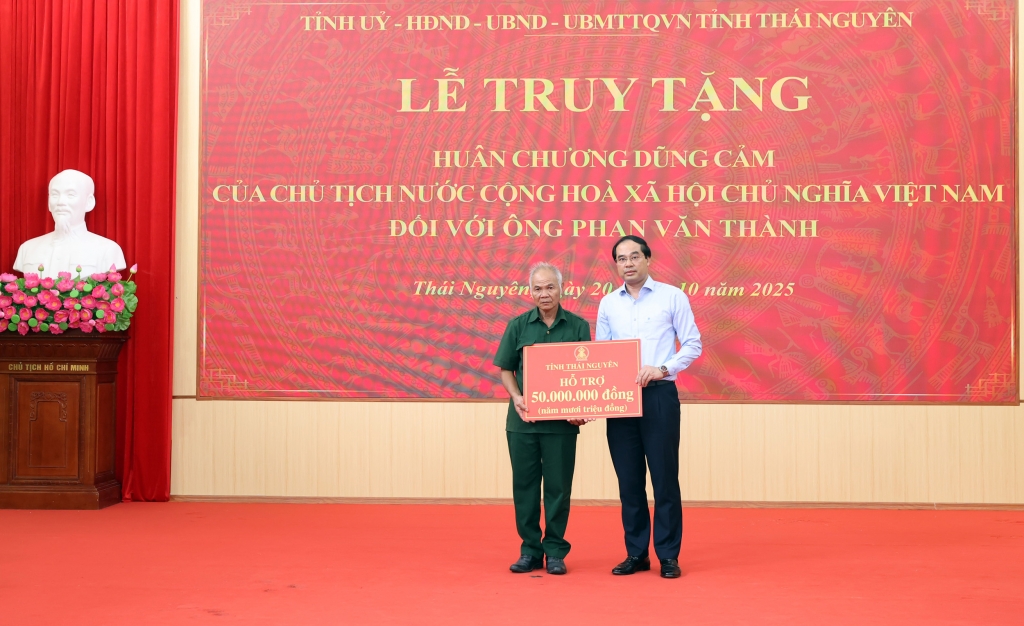 TỈNH UỶ - HĐND - UBND - UBMTTQVN TỈNH THÁI NGUYÊN
LỄ TRUY TẶNG
HUÂN CHƯƠNG DŨNG CẢM
CỦA CHỦ TỊCH NƯỚC CỘNG HOÀ XÃ HỘI CHỦ NGHĨA VIỆT NAM
ĐỐI VỚI ÔNG PHAN VĂN THÀNH
Thái Nguyên 20 10 năm 2025
TỈNH THÁI NGUYÊN
HỖ TRỢ
50.000.000 đồng
(năm mươi triệu đồng)
CHỦ TỊCH HỒ CHÍ MINH